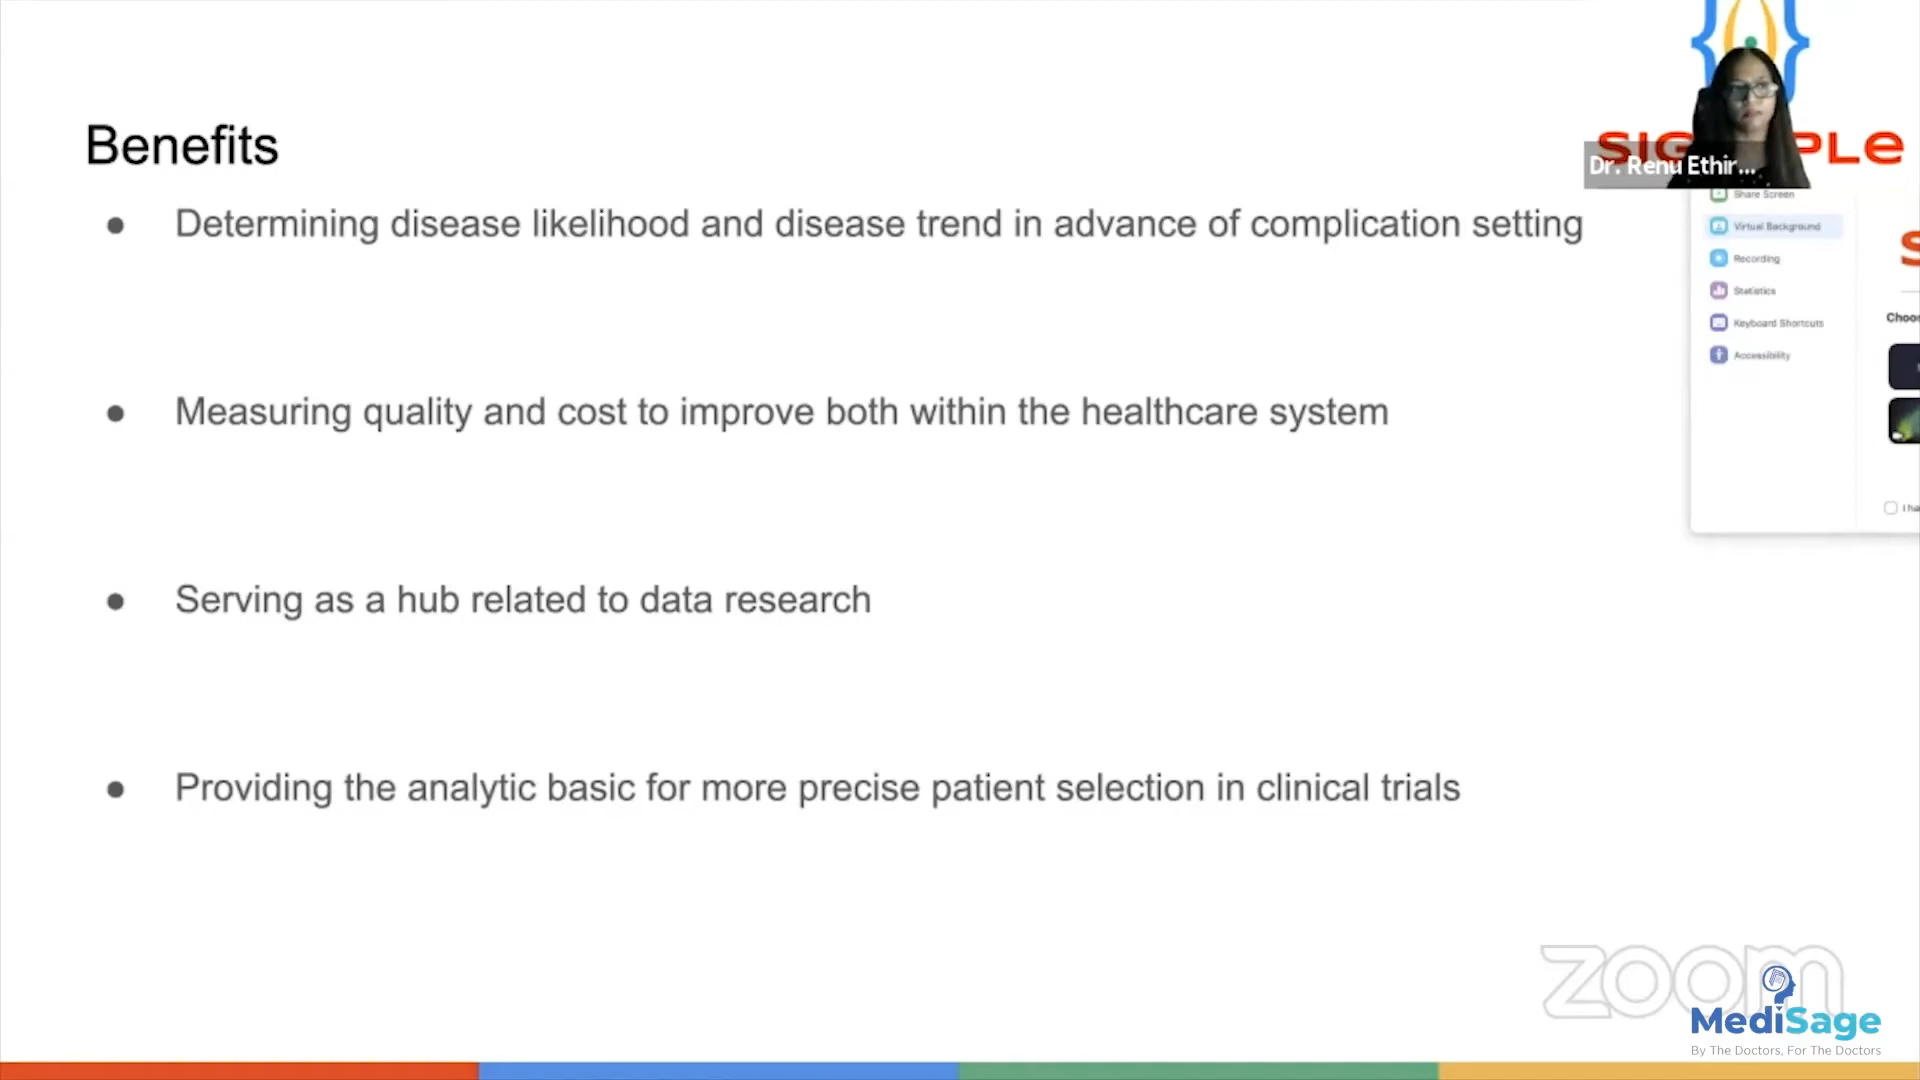 Benefits
SIG PLe
Dr. Renu Ethir...
Share Screen
● Determining disease likelihood and disease trend in advance of complication setting
Virtual Background
Recording
Statistics
Keyboard Shortcuts
Accessibility
● Measuring quality and cost to improve both within the healthcare system
● Serving as a hub related to data research
● Providing the analytic basic for more precise patient selection in clinical trials
zoom
MediSage
By The Doctors, For The Doctors